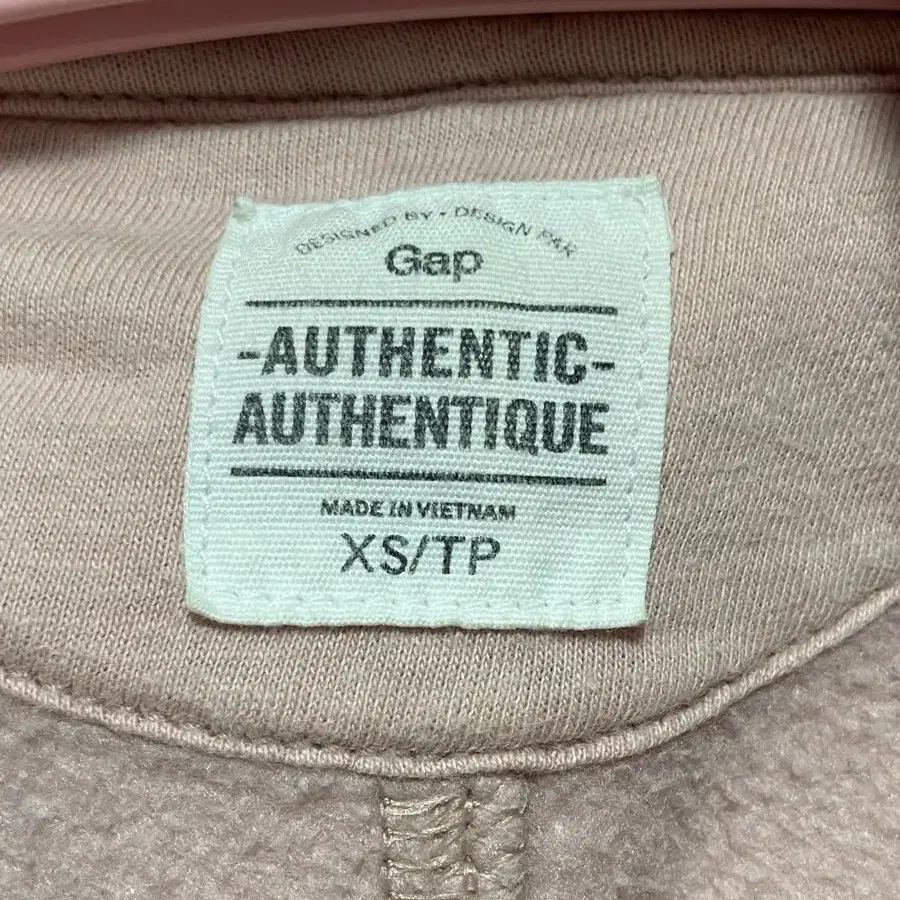 DESIGNED BY • DESIGN PAR
Gap
-AUTHENTIC-
AUTHENTIQUE
MADE IN VIETNAM
XS/TP